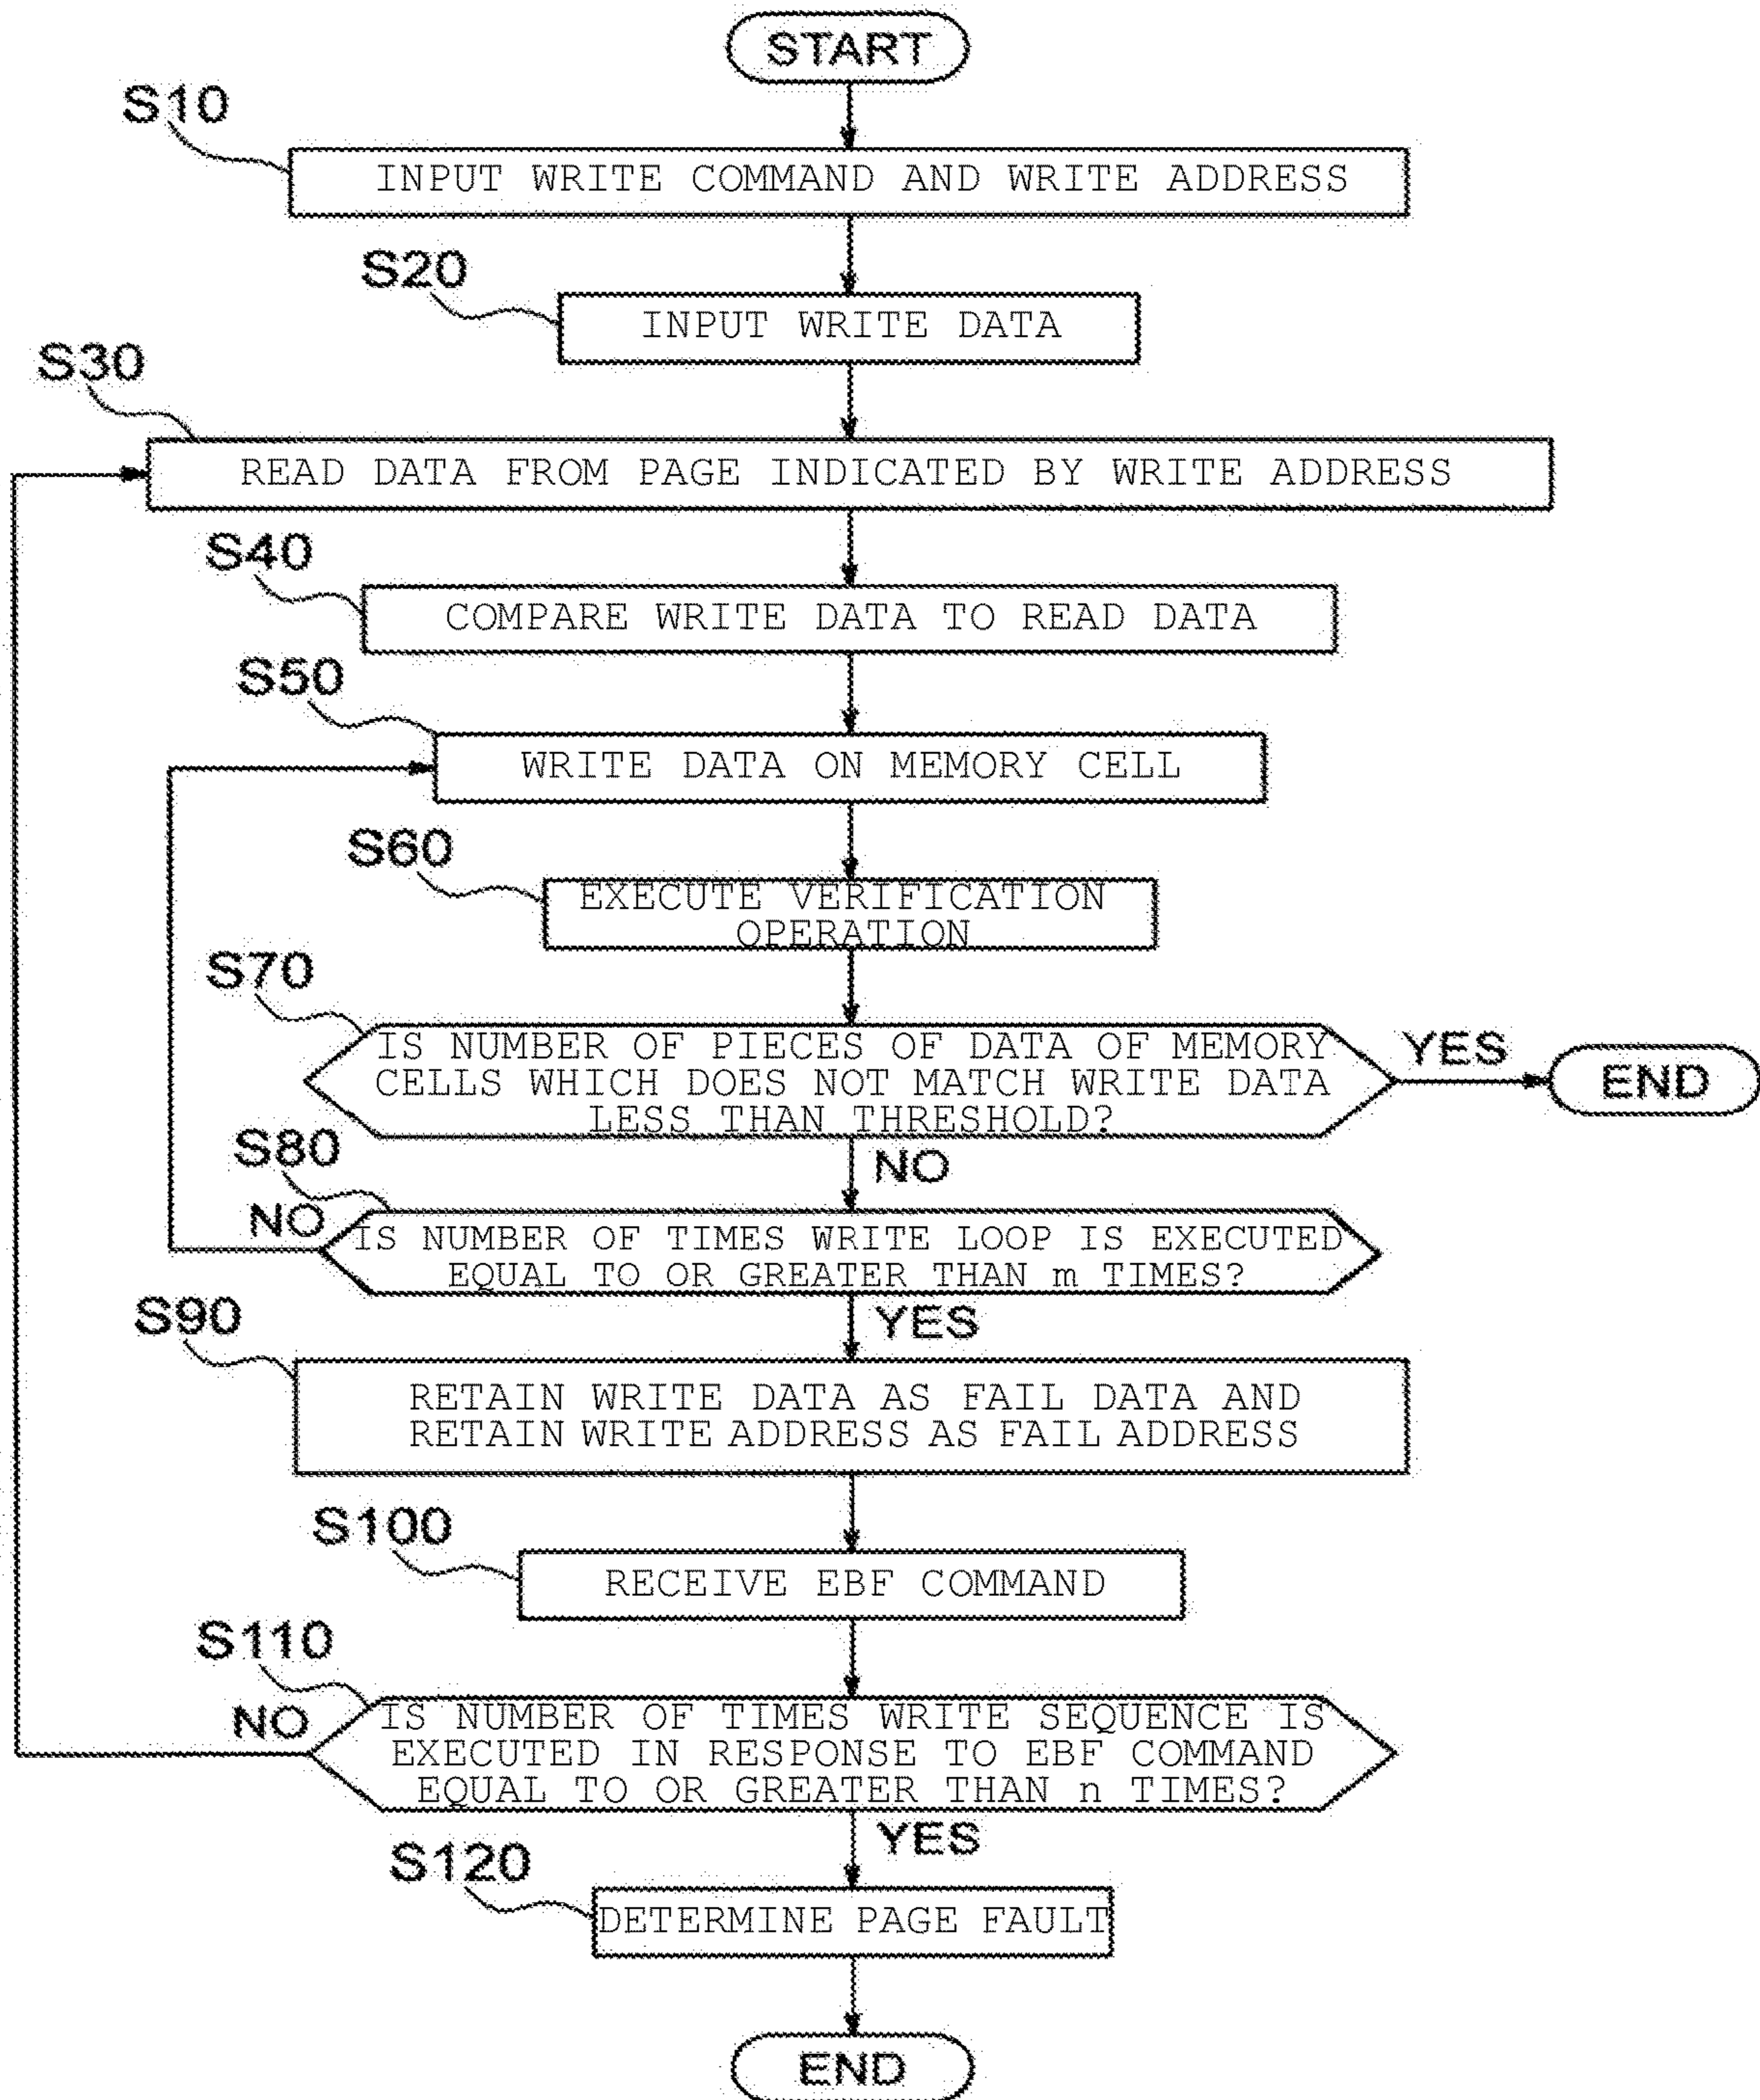 START
S10
INPUT WRITE COMMAND AND WRITE ADDRESS
S20
INPUT WRITE DATA
S30
READ DATA FROM PAGE INDICATED BY WRITE ADDRESS
S40
COMPARE WRITE DATA TO READ DATA
S50
WRITE DATA ON MEMORY CELL
S60
EXECUTE VERIFICATION
OPERATION
S70
IS NUMBER OF PIECES OF DATA OF MEMORY
CELLS WHICH DOES NOT MATCH WRITE DATA
LESS THAN THRESHOLD?
YES
END
NO
S80
NO
IS NUMBER OF TIMES WRITE LOOP IS EXECUTED
EQUAL TO OR GREATER THAN m TIMES?
YES
S90
RETAIN WRITE DATA AS FAIL DATA AND
RETAIN WRITE ADDRESS AS FAIL ADDRESS
S100
RECEIVE EBF COMMAND
S110
NO
IS NUMBER OF TIMES WRITE SEQUENCE IS
EXECUTED IN RESPONSE TO EBF COMMAND
EQUAL TO OR GREATER THAN n TIMES?
YES
S120
DETERMINE PAGE FAULT
END